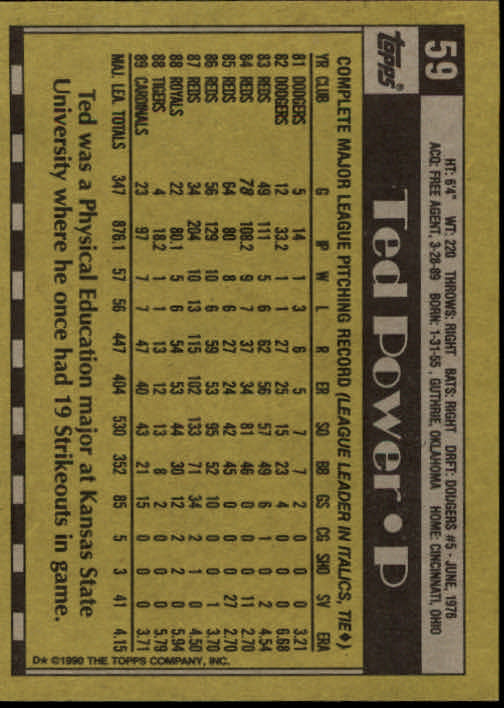 59
HT: 6'4" WT: 220 THROWS: RIGHT BATS: RIGHT DRFT: DODGERS #5 - JUNE, 1976
ACQ: FREE AGENT, 3-28-89 BORN: 1-31-55, GUTHRIE, OKLAHOMA HOME: CINCINNATI, OHIO
topps®
Ted Power • P
COMPLETE MAJOR LEAGUE PITCHING RECORD (LEAGUE LEADER IN ITALICS, TIE♦)
YR CLUB G IP W L R ER SO BB GS CG SHO SV ERA
81 DODGERS 5 14 1 3 6 5 7 7 2 0 0 0 3.21
82 DODGERS 12 33.2 1 1 27 25 15 23 4 0 0 0 6.68
83 REDS 49 111 5 6 62 56 57 49 6 1 0 2 4.54
84 REDS 78 108.2 9 7 37 34 81 46 0 0 0 11 2.70
85 REDS 64 80 8 6 27 24 42 45 0 0 0 27 2.70
86 REDS 56 129 10 6 59 53 95 52 10 0 0 1 3.70
87 REDS 34 204 10 13 115 102 133 71 34 2 1 0 4.50
88 ROYALS 22 80.1 5 6 54 53 44 30 12 2 2 0 5.94
88 TIGERS 4 18.2 1 1 13 12 13 8 2 0 0 0 5.79
89 CARDINALS 23 97 7 7 47 40 43 21 15 0 0 0 3.71
MAJ. LEA. TOTALS 347 876.1 57 56 447 404 530 352 85 5 3 41 4.15
Ted was a Physical Education major at Kansas State
University where he once had 19 Strikeouts in game.
D★ ©1990 THE TOPPS COMPANY, INC.